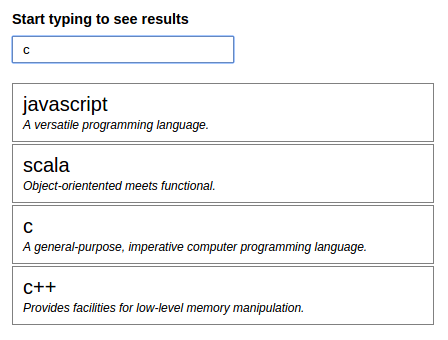 Start typing to see results
c
javascript
A versatile programming language.
scala
Object-orientented meets functional.
c
A general-purpose, imperative computer programming language.
c++
Provides facilities for low-level memory manipulation.